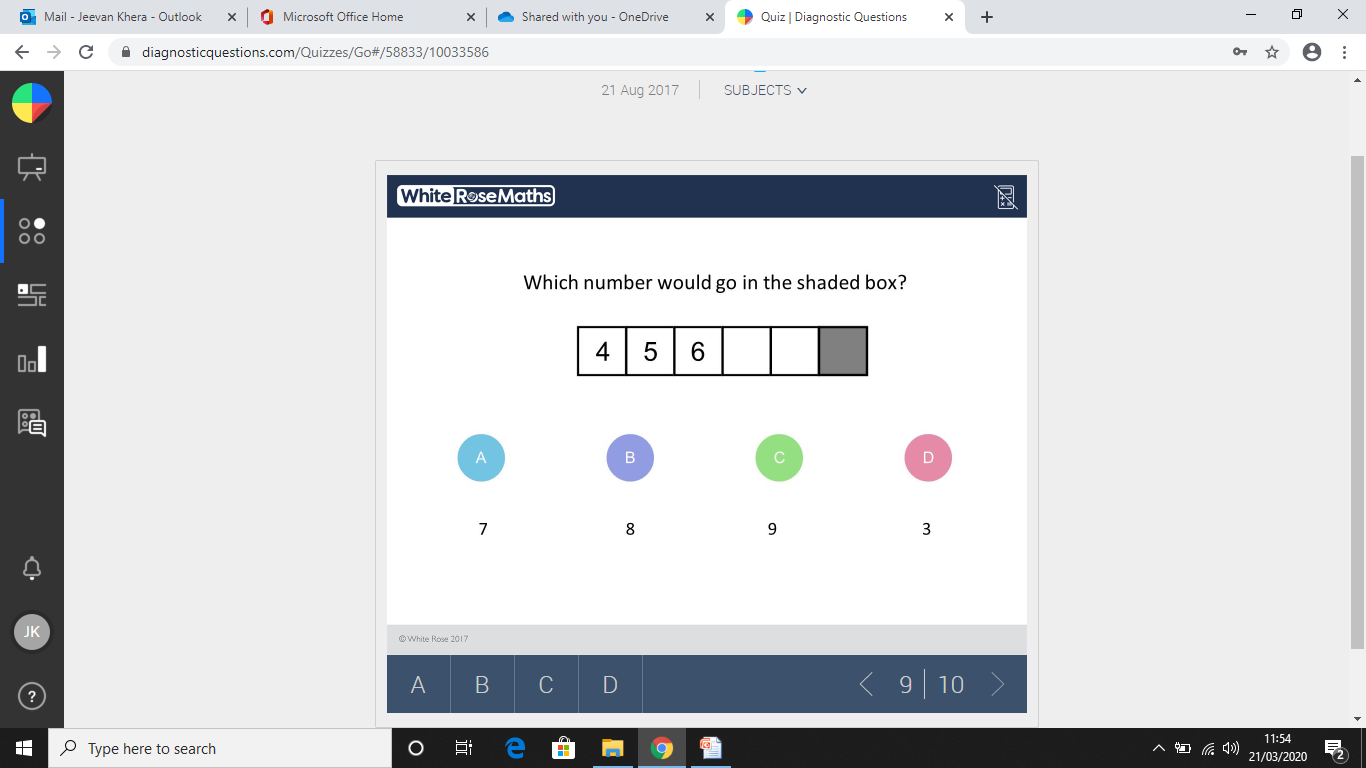 Mail - Jeevan Khera - Outlook
Microsoft Office Home
Shared with you - OneDrive
Quiz | Diagnostic Questions
diagnosticquestions.com/Quizzes/Go#/58833/10033586
21 Aug 2017
SUBJECTS
White Rose Maths
Which number would go in the shaded box?
4 5 6
A B C D
7 8 9 3
© White Rose 2017
A B C D
9 | 10
JK
?
Type here to search
11:54
21/03/2020
2